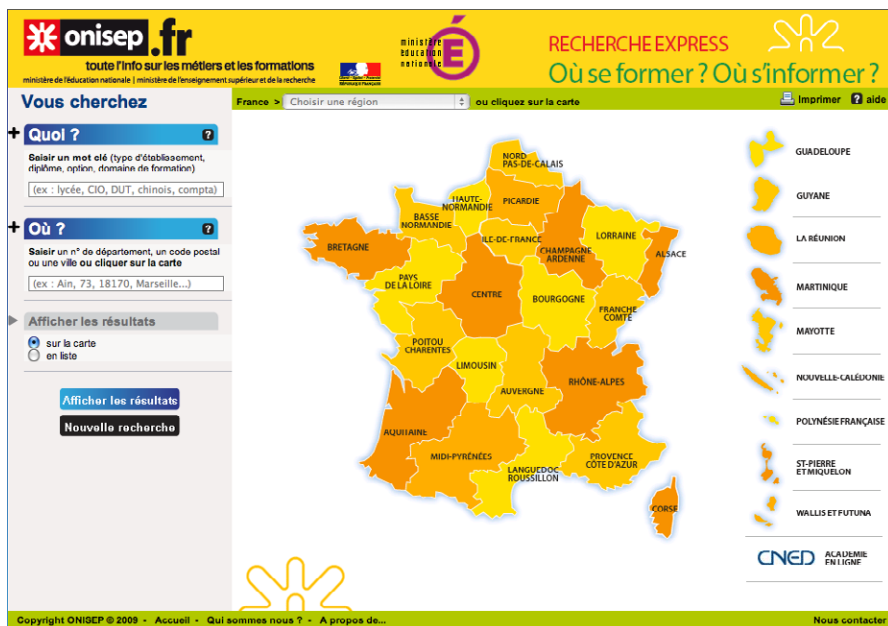 onisep.fr
toute l'info sur les métiers et les formations
ministère de l'éducation nationale | ministère de l'enseignement supérieur et de la recherche
RÉPUBLIQUE FRANÇAISE
ministère
éducation
nationale
RECHERCHE EXPRESS
Où se former ? Où s'informer ?
Vous cherchez
France > Choisir une région ou cliquez sur la carte
Imprimer ? aide
+ Quoi ? ?
Saisir un mot clé (type d'établissement,
diplôme, option, domaine de formation)
(ex : lycée, CIO, DUT, chinois, compta)
+ Où ? ?
Saisir un n° de département, un code postal
ou une ville ou cliquer sur la carte
(ex : Ain, 73, 18170, Marseille...)
Afficher les résultats
sur la carte
en liste
Afficher les résultats
Nouvelle recherche
NORD
PAS-DE-CALAIS
HAUTE-
NORMANDIE
PICARDIE
BASSE
NORMANDIE
ILE-DE-FRANCE
CHAMPAGNE
ARDENNE
LORRAINE
ALSACE
BRETAGNE
PAYS
DE LA LOIRE
CENTRE
BOURGOGNE
FRANCHE
COMTÉ
POITOU
CHARENTES
LIMOUSIN
AUVERGNE
RHÔNE-ALPES
AQUITAINE
MIDI-PYRÉNÉES
LANGUEDOC
ROUSSILLON
PROVENCE
CÔTE D'AZUR
CORSE
GUADELOUPE
GUYANE
LA RÉUNION
MARTINIQUE
MAYOTTE
NOUVELLE-CALÉDONIE
POLYNÉSIE FRANÇAISE
ST-PIERRE
ET MIQUELON
WALLIS ET FUTUNA
CNED ACADEMIE
EN LIGNE
Copyright ONISEP © 2009 - Accueil - Qui sommes nous ? - A propos de...
Nous contacter